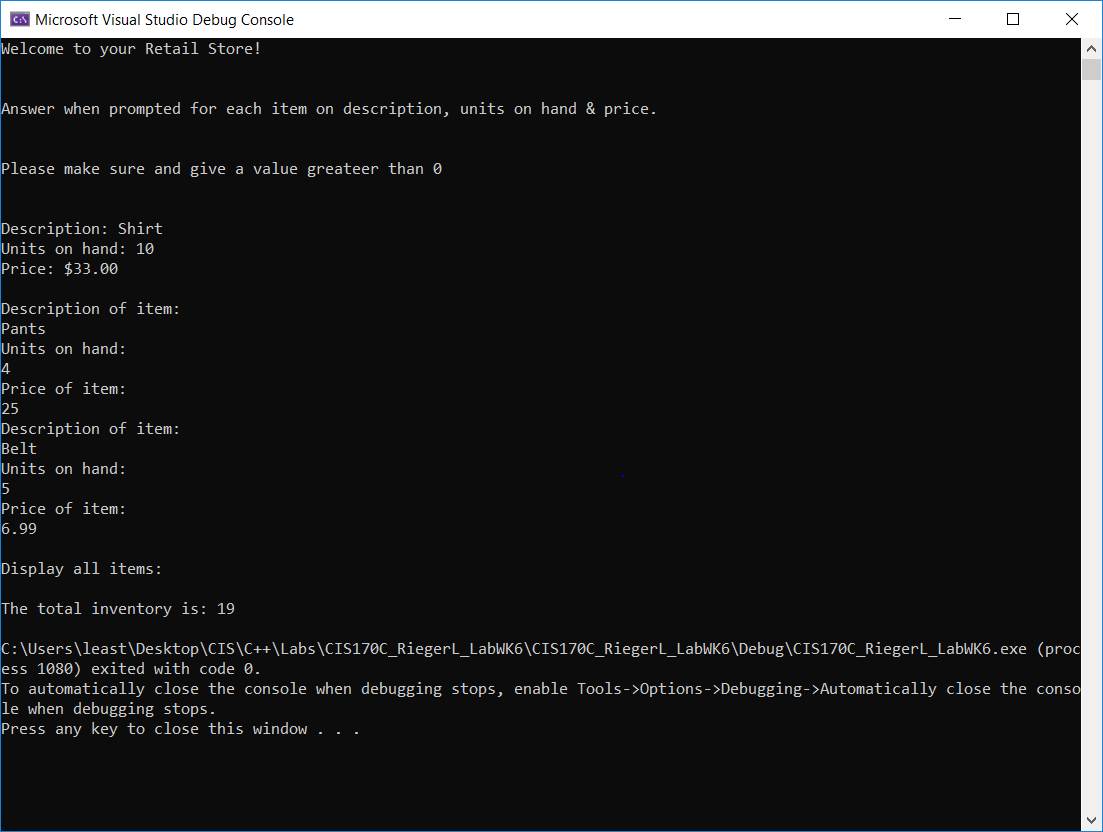 Microsoft Visual Studio Debug Console
Welcome to your Retail Store!
Answer when prompted for each item on description, units on hand & price.
Please make sure and give a value greateer than 0
Description: Shirt
Units on hand: 10
Price: $33.00
Description of item:
Pants
Units on hand:
4
Price of item:
25
Description of item:
Belt
Units on hand:
5
Price of item:
6.99
Display all items:
The total inventory is: 19
C:\Users\least\Desktop\CIS\C++\Labs\CIS170C_RiegerL_LabWK6\CIS170C_RiegerL_LabWK6\Debug\CIS170C_RiegerL_LabWK6.exe (proc
ess 1080) exited with code 0.
To automatically close the console when debugging stops, enable Tools->Options->Debugging->Automatically close the conso
le when debugging stops.
Press any key to close this window . . .